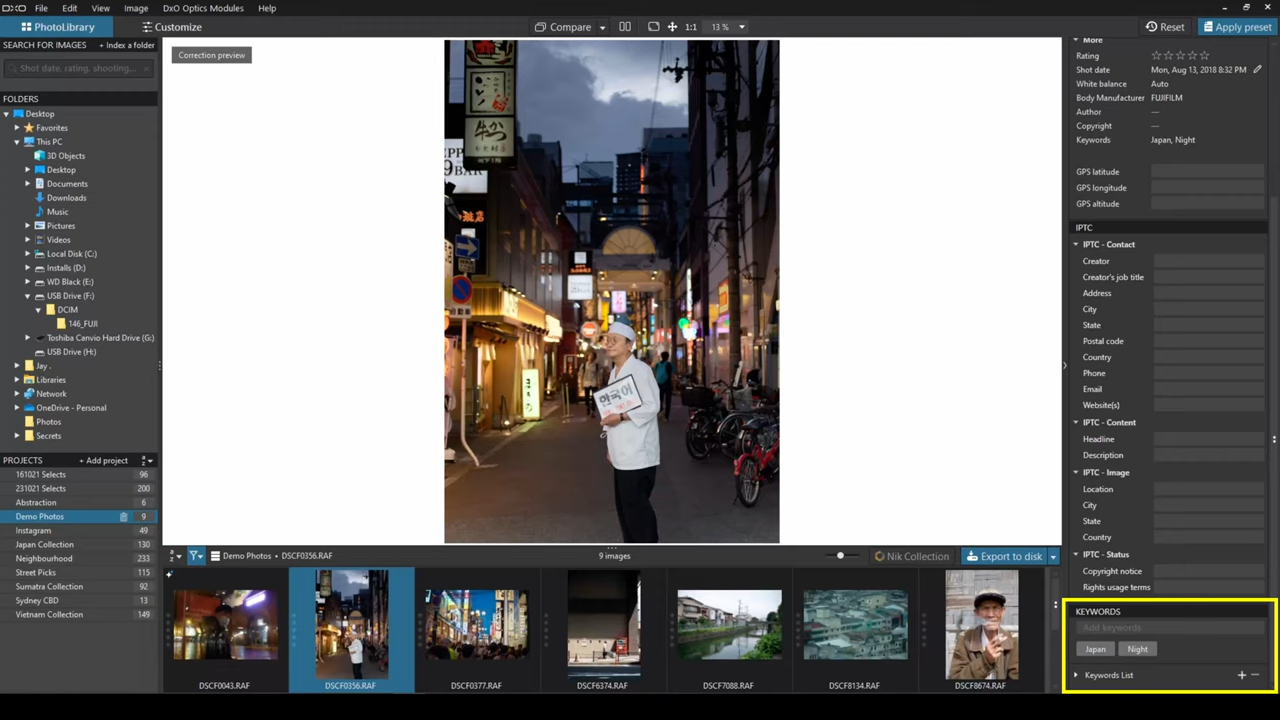 DxO File Edit View Image DxO Optics Modules Help
PhotoLibrary Customize Compare 1:1 13 % Reset Apply preset
SEARCH FOR IMAGES + Index a folder
Shot date, rating, shooting...
FOLDERS
Desktop
Favorites
This PC
3D Objects
Desktop
Documents
Downloads
Music
Pictures
Videos
Local Disk (C:)
Installs (D:)
WD Black (E:)
USB Drive (F:)
DCIM
146_FUJI
Toshiba Canvio Hard Drive (G:)
USB Drive (H:)
Jay .
Libraries
Network
OneDrive - Personal
Photos
Secrets
PROJECTS + Add project
161021 Selects 96
231021 Selects 200
Abstraction 6
Demo Photos 9
Instagram 49
Japan Collection 130
Neighbourhood 233
Street Picks 115
Sumatra Collection 92
Sydney CBD 13
Vietnam Collection 149
Correction preview
牛かつ
한국어
Demo Photos • DSCF0356.RAF 9 images Nik Collection Export to disk
DSCF0043.RAF DSCF0356.RAF DSCF0377.RAF DSCF6374.RAF DSCF7088.RAF DSCF8134.RAF DSCF8674.RAF
More
Rating
Shot date Mon, Aug 13, 2018 8:32 PM
White balance Auto
Body Manufacturer FUJIFILM
Author —
Copyright —
Keywords Japan, Night
GPS latitude
GPS longitude
GPS altitude
IPTC
IPTC - Contact
Creator
Creator's job title
Address
City
State
Postal code
Country
Phone
Email
Website(s)
IPTC - Content
Headline
Description
IPTC - Image
Location
City
State
Country
IPTC - Status
Copyright notice
Rights usage terms
KEYWORDS
Add keywords
Japan Night
Keywords List + −